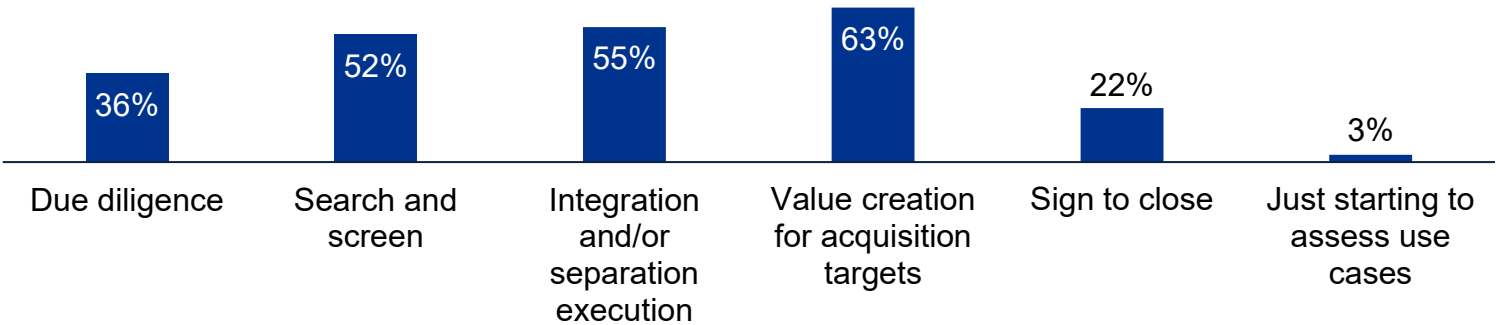 36%
52%
55%
63%
22%
3%
Due diligence
Search and
screen
Integration
and/or
separation
execution
Value creation
for acquisition
targets
Sign to close
Just starting to
assess use
cases